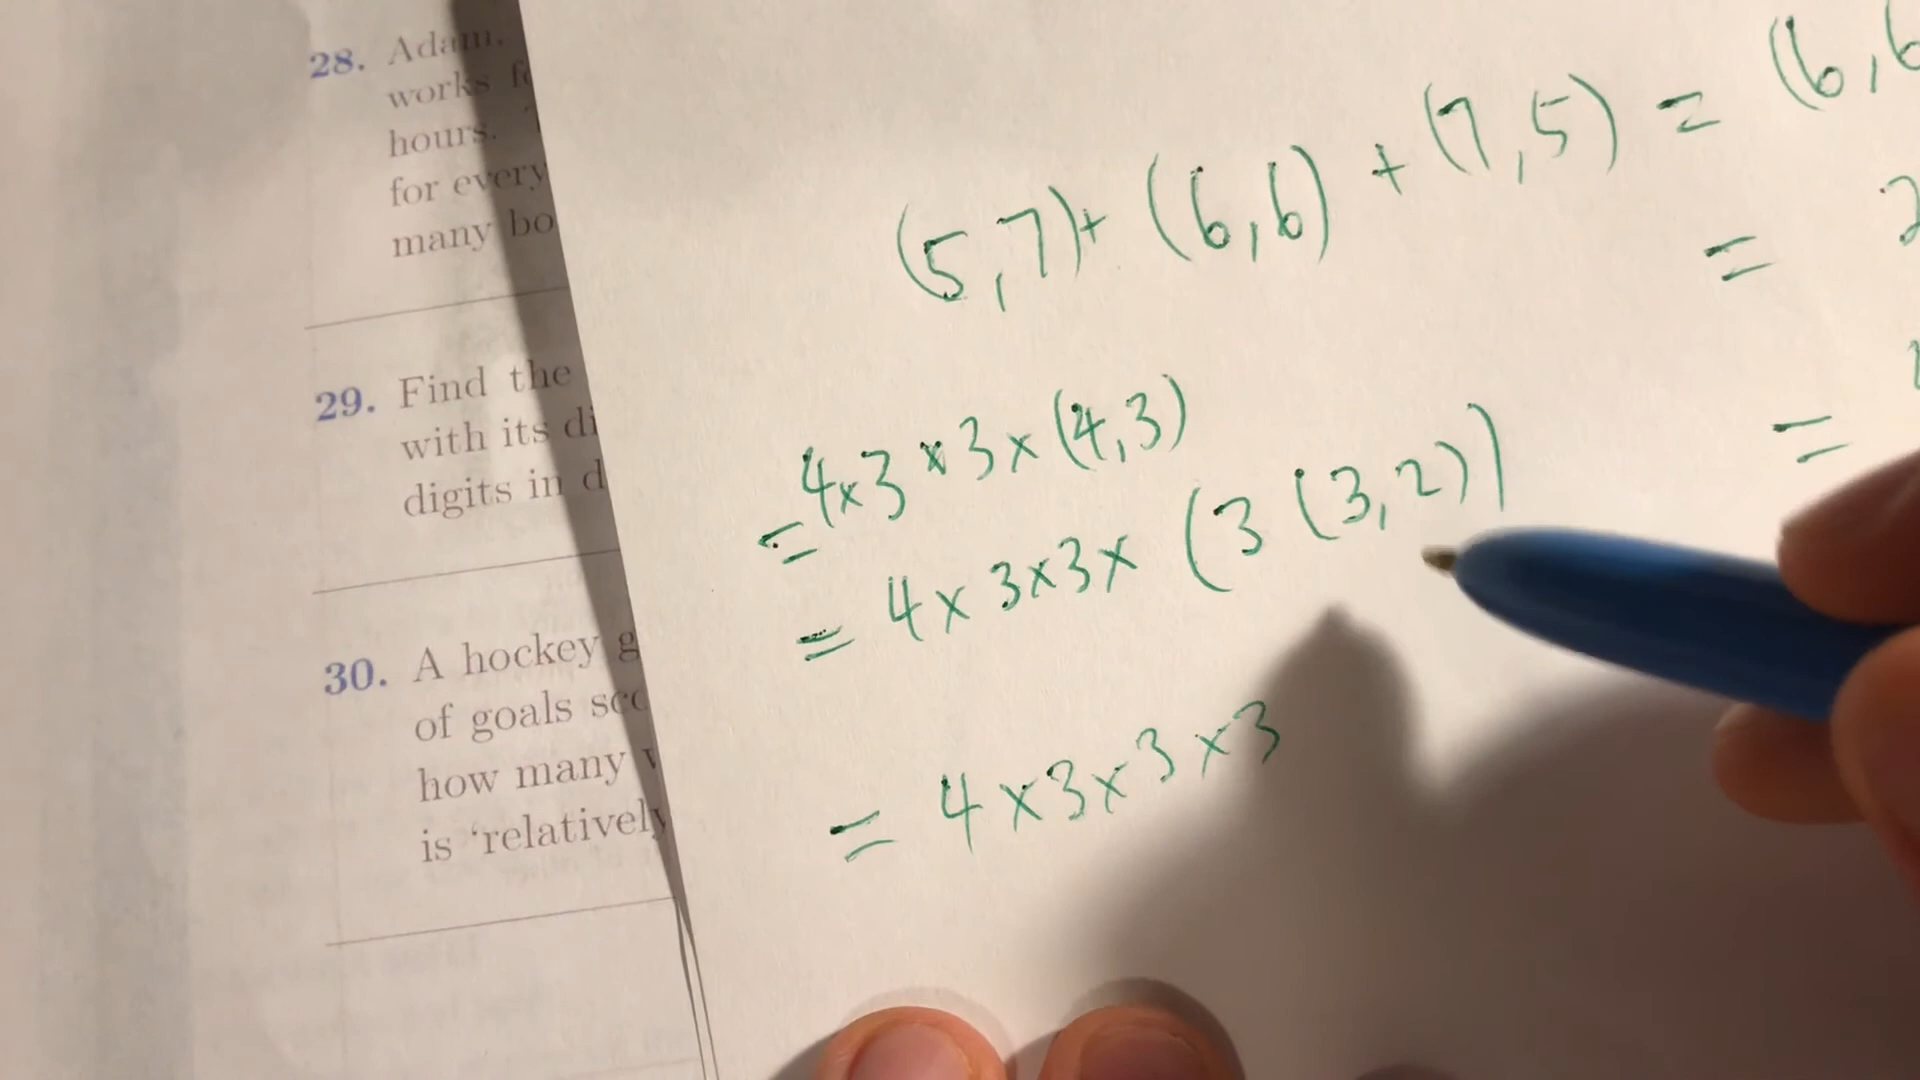 28. Adam,
works
hours.
for every
many bo
29. Find the
with its di
digits in d
30. A hockey g
of goals sco
how many
is ‘relatively
(5,7)+ (6,6) + (7,5) = (6,6
=
=
=4×3×3×(4,3)
= 4×3×3× (3 (3,2))
= 4×3×3×3